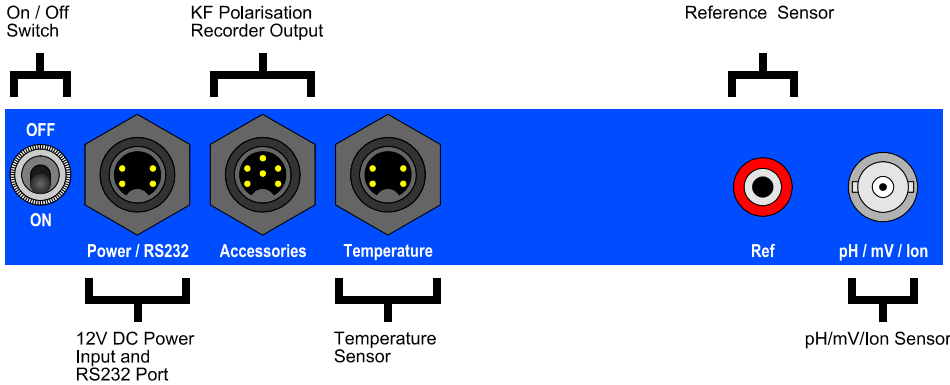 On / Off
Switch
KF Polarisation
Recorder Output
Reference Sensor
OFF
ON
Power / RS232
Accessories
Temperature
Ref
pH / mV / Ion
12V DC Power
Input and
RS232 Port
Temperature
Sensor
pH/mV/Ion Sensor